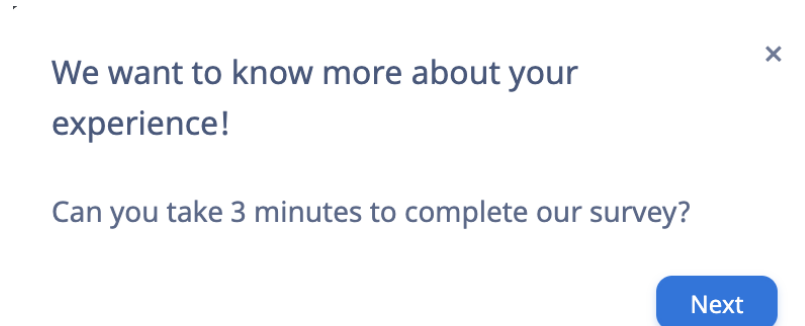 We want to know more about your
experience!
Can you take 3 minutes to complete our survey?
Next